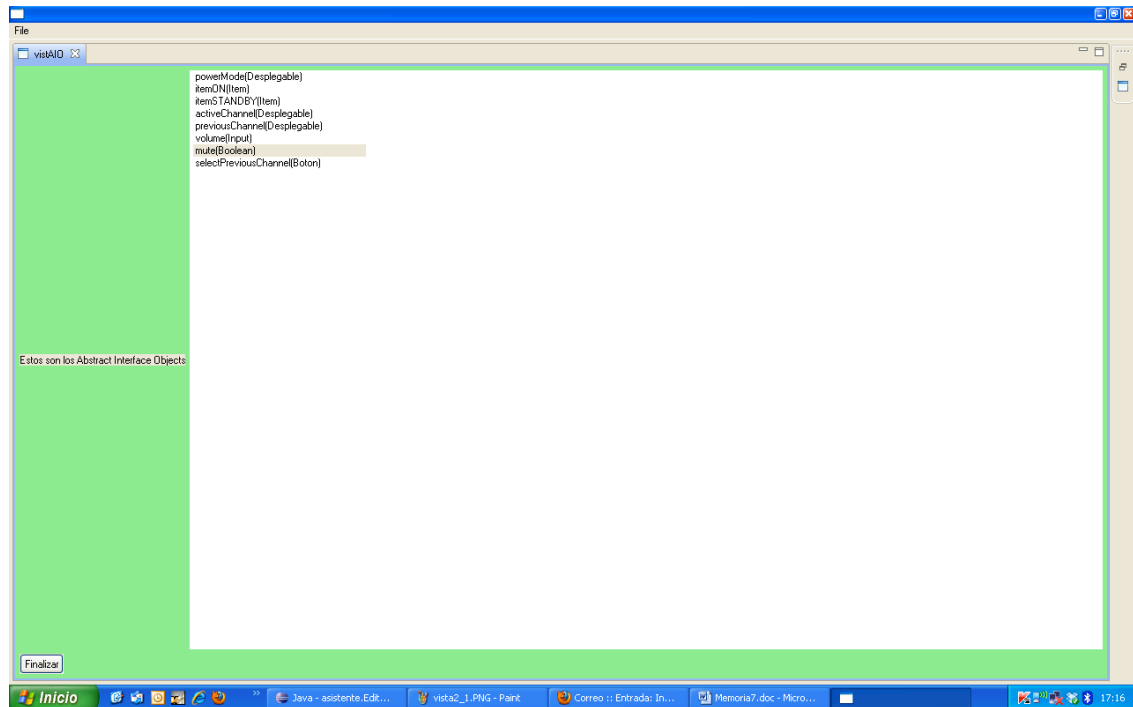 File
vistAIO
powerMode(Desplegable)
itemON(Item)
itemSTANDBY(Item)
activeChannel(Desplegable)
previousChannel(Desplegable)
volume(Input)
mute(Boolean)
selectPreviousChannel(Boton)
Estos son los Abstract Interface Objects
Finalizar
Inicio
Java - asistente.Edit...
vista2_1.PNG - Paint
Correo :: Entrada: In...
Memoria7.doc - Micro...
17:16